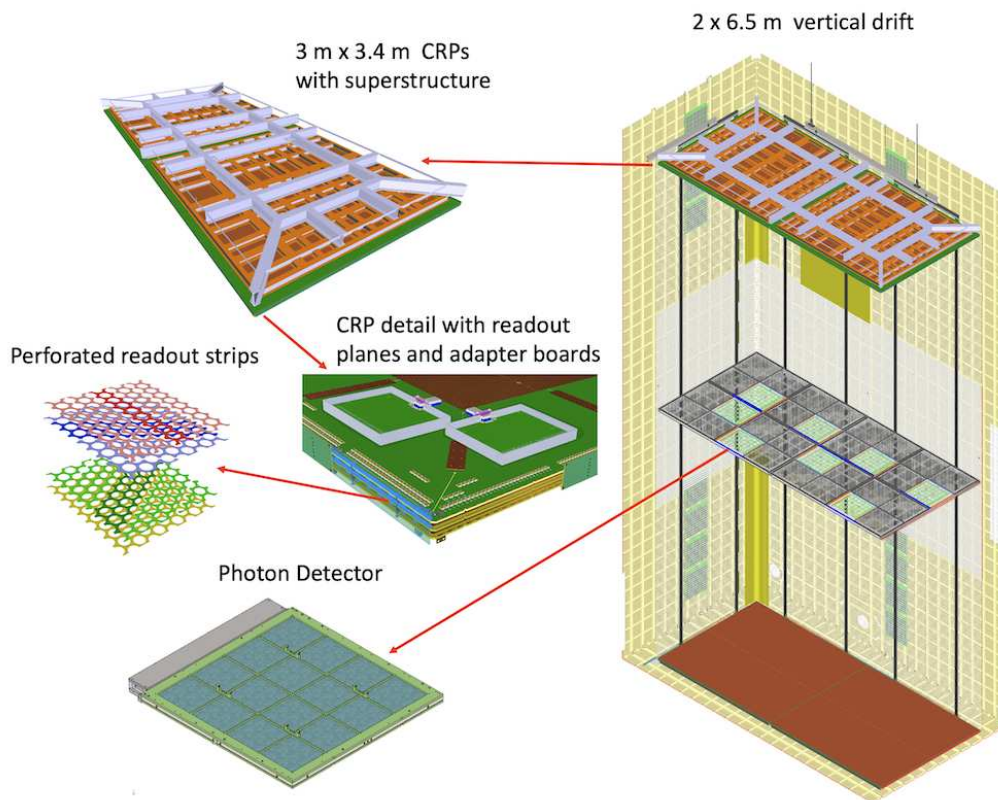 3 m x 3.4 m CRPs
with superstructure
2 x 6.5 m vertical drift
CRP detail with readout
planes and adapter boards
Perforated readout strips
Photon Detector